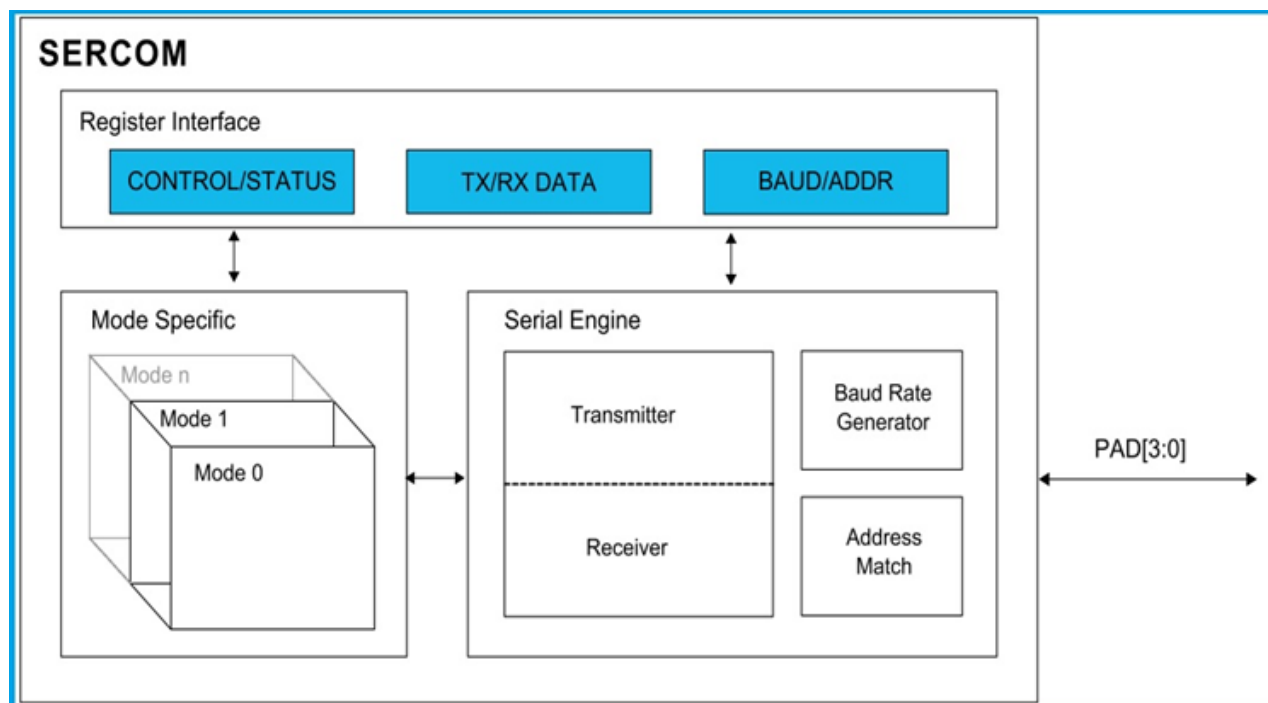 SERCOM
Register Interface
CONTROL/STATUS
TX/RX DATA
BAUD/ADDR
Mode Specific
Mode n
Mode 1
Mode 0
Serial Engine
Transmitter
Receiver
Baud Rate
Generator
Address
Match
PAD[3:0]